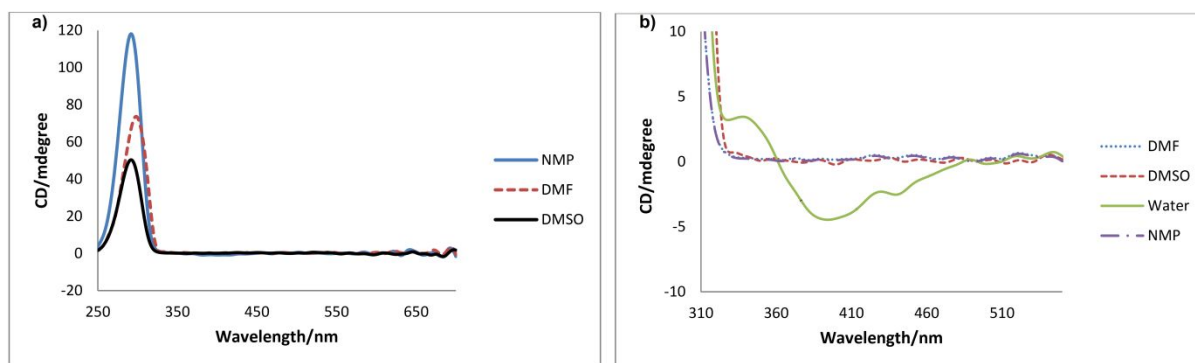 a)
120
100
80
60
40
20
0
-20
CD/mdegree
250 350 450 550 650
Wavelength/nm
NMP
DMF
DMSO
b)
10
5
0
-5
-10
CD/mdegree
310 360 410 460 510
Wavelength/nm
DMF
DMSO
Water
NMP